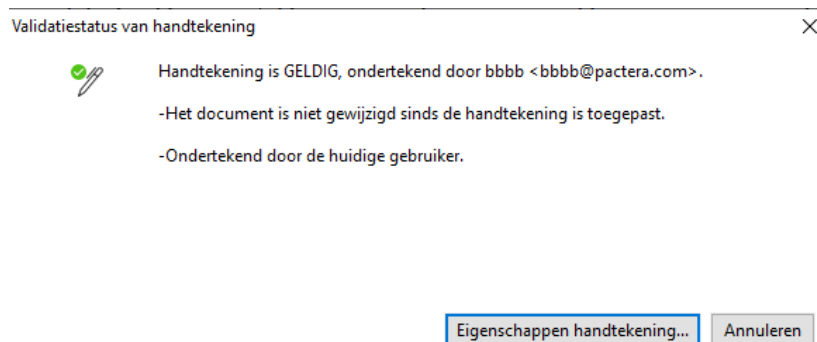 Validatiestatus van handtekening
Handtekening is GELDIG, ondertekend door bbbb <bbbb@pactera.com>.
-Het document is niet gewijzigd sinds de handtekening is toegepast.
-Ondertekend door de huidige gebruiker.
Eigenschappen handtekening... Annuleren